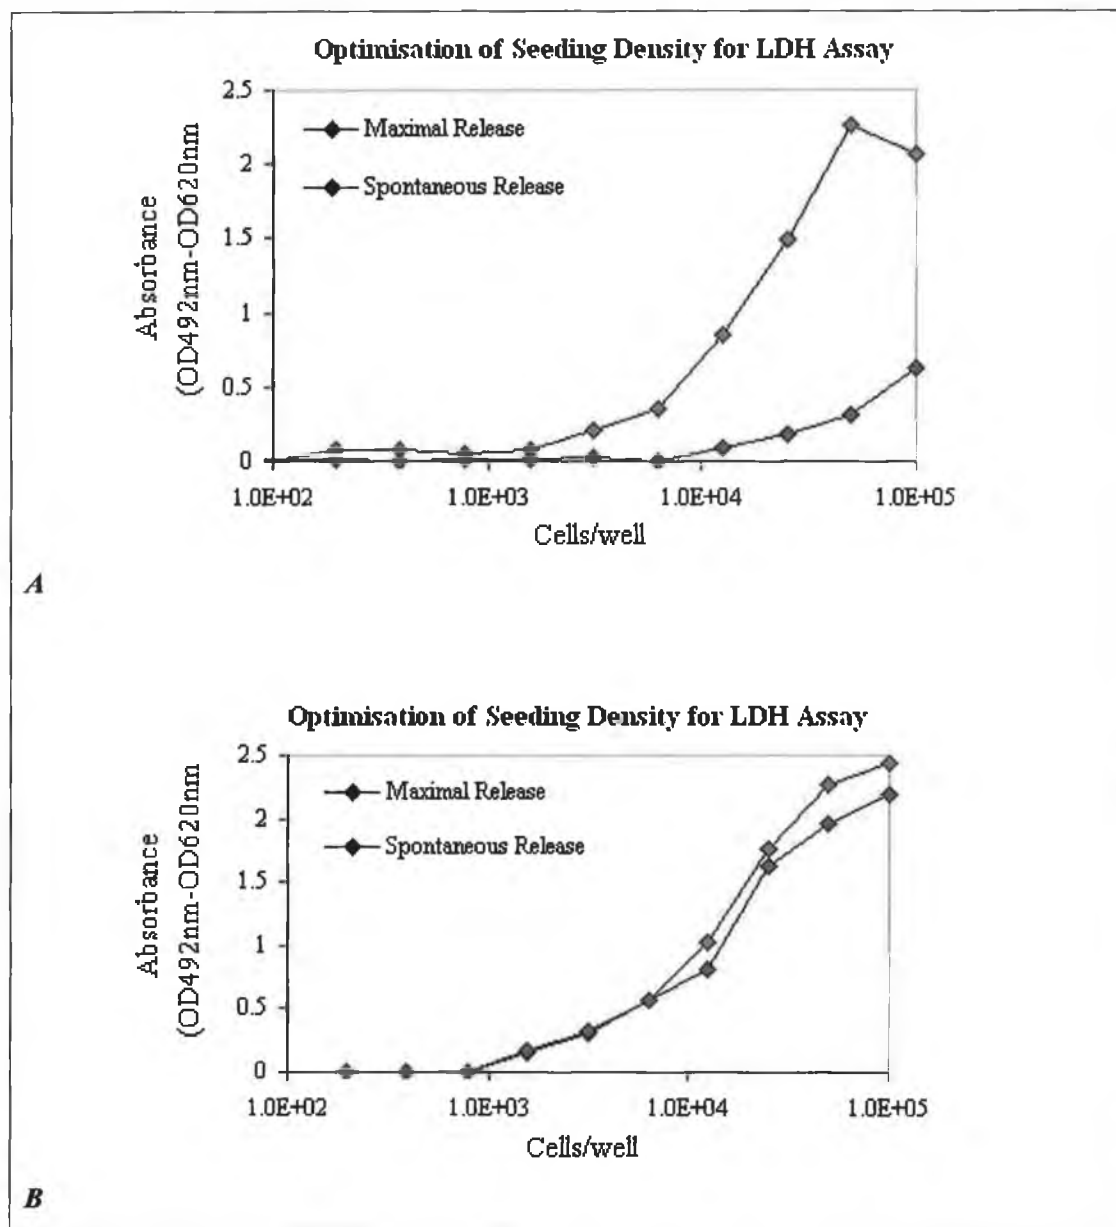 Optimisation of Seeding Density for LDH Assay
2.5
2
1.5
1
0.5
0
Absorbance
(OD492nm-OD620nm
Maximal Release
Spontaneous Release
1.0E+02 1.0E+03 1.0E+04 1.0E+05
Cells/well
A
Optimisation of Seeding Density for LDH Assay
2.5
2
1.5
1
0.5
0
Absorbance
(OD492nm-OD620nm
Maximal Release
Spontaneous Release
1.0E+02 1.0E+03 1.0E+04 1.0E+05
Cells/well
B